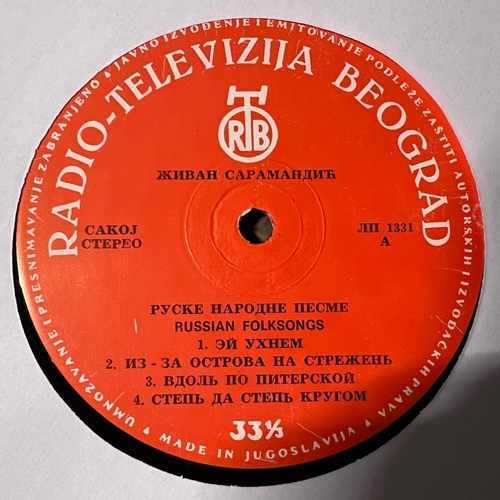 UMNOŽAVANJE I PRESNIMAVANJE ZABRANJENO • JAVNO IZVOĐENJE I EMITOVANJE PODLEŽE ZAŠTITI AUTORSKIH I IZVOĐAČKIH PRAVA •
RADIO-TELEVIZIJA BEOGRAD
RTB
ЖИВАН САРАМАНДИЋ
САКОЈ
СТЕРЕО
ЛП 1331
А
РУСКЕ НАРОДНЕ ПЕСМЕ
RUSSIAN FOLKSONGS
1. ЭЙ УХНЕМ
2. ИЗ - ЗА ОСТРОВА НА СТРЕЖЕНЬ
3. ВДОЛЬ ПО ПИТЕРСКОЙ
4. СТЕПЬ ДА СТЕПЬ КРУГОМ
33⅓
• MADE IN JUGOSLAVIJA •